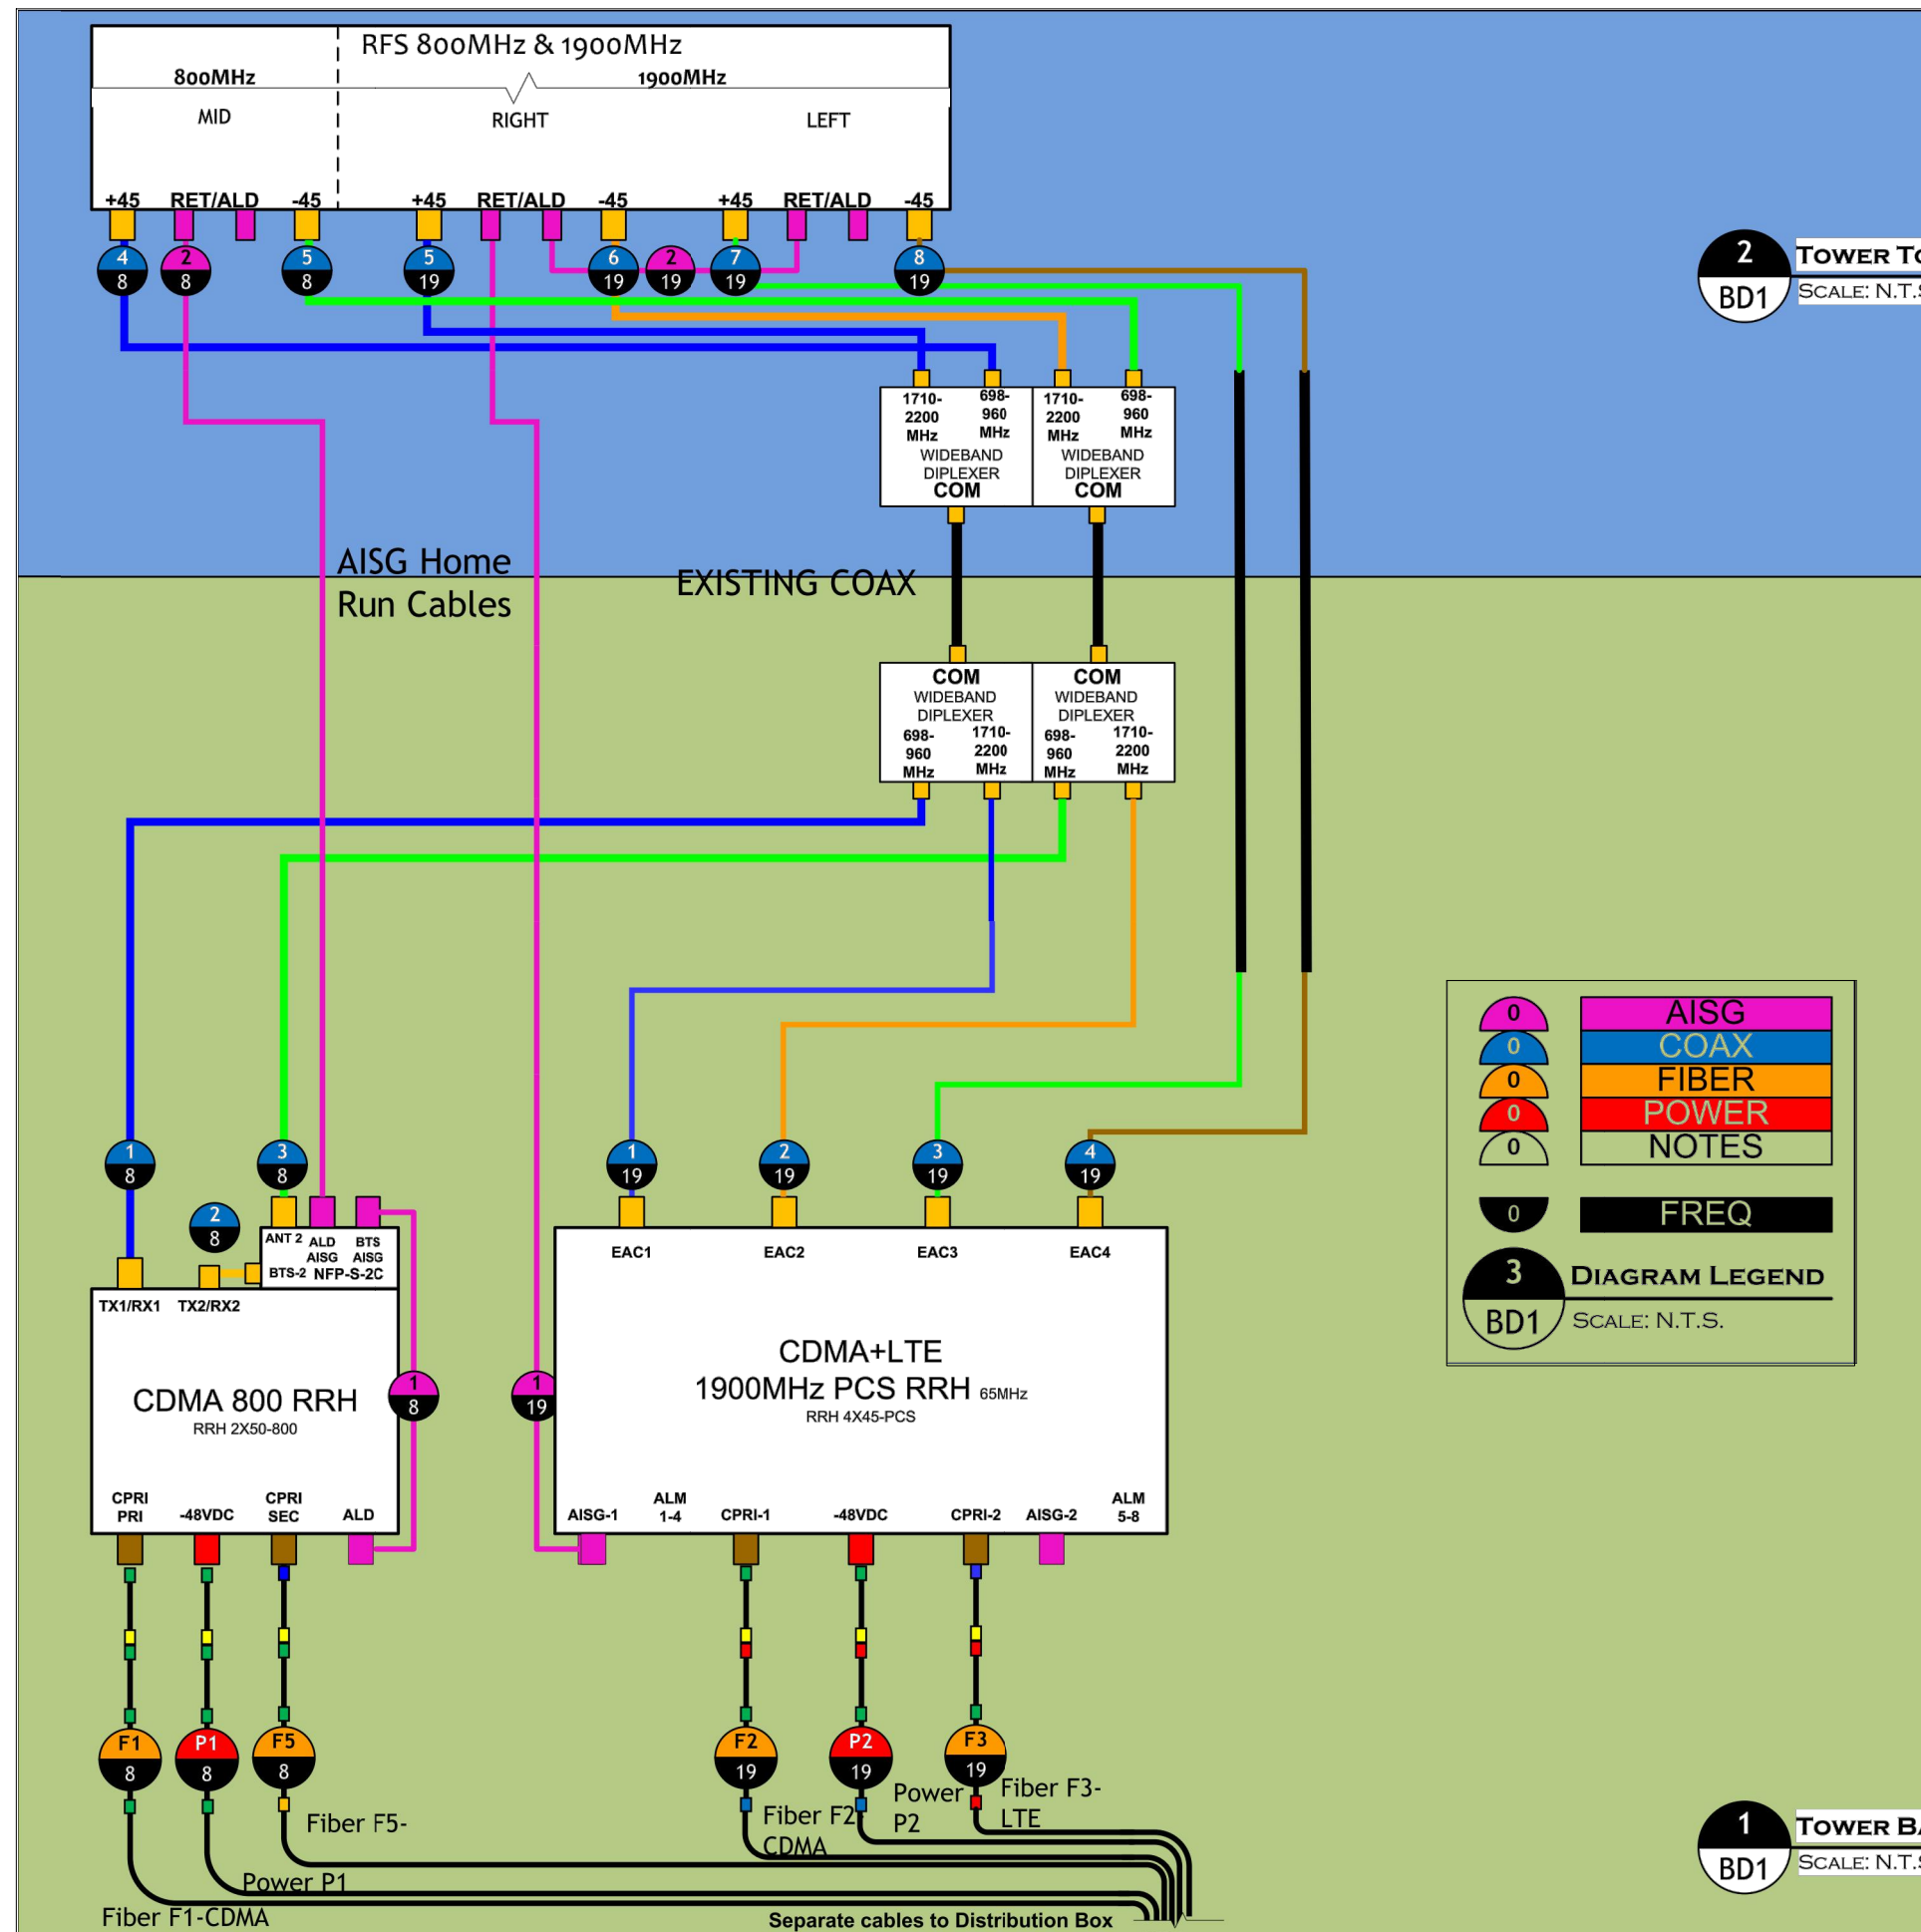 RFS 800MHz & 1900MHz
800MHz 1900MHz
MID RIGHT LEFT
+45 RET/ALD -45 +45 RET/ALD -45 +45 RET/ALD -45
4 2 5 5 6 2 7 8
8 8 8 19 19 19 19 19
2
BD1
SCALE: N.T.S
TOWER
1710-
2200
MHz
698-
960
MHz
WIDEBAND
DIPLEXER
COM
1710-
2200
MHz
698-
960
MHz
WIDEBAND
DIPLEXER
COM
AISG Home
Run Cables
EXISTING COAX
COM
WIDEBAND
DIPLEXER
698-
960
MHz
1710-
2200
MHz
COM
WIDEBAND
DIPLEXER
698-
960
MHz
1710-
2200
MHz
0 AISG
0 COAX
0 FIBER
0 POWER
0 NOTES
0 FREQ
3
BD1
DIAGRAM LEGEND
SCALE: N.T.S.
1 3 1 2 3 4
8 8 19 19 19 19
2
8
ANT 2
ALD
AISG
BTS
AISG
BTS-2 NFP-S-2C
TX1/RX1 TX2/RX2
EAC1 EAC2 EAC3 EAC4
CDMA 800 RRH
RRH 2X50-800
1
8
1
19
CDMA+LTE
1900MHz PCS RRH 65MHz
RRH 4X45-PCS
CPRI
PRI
-48VDC
CPRI
SEC
ALD
AISG-1
ALM
1-4
CPRI-1
-48VDC
CPRI-2
AISG-2
ALM
5-8
F1 P1 F5 F2 P2 F3
8 8 8 19 19 19
Fiber F5-
Fiber F2
CDMA
Power
P2
Fiber F3-
LTE
Power P1
Fiber F1-CDMA
Separate cables to Distribution Box
1
BD1
TOWER
SCALE: N.T.S